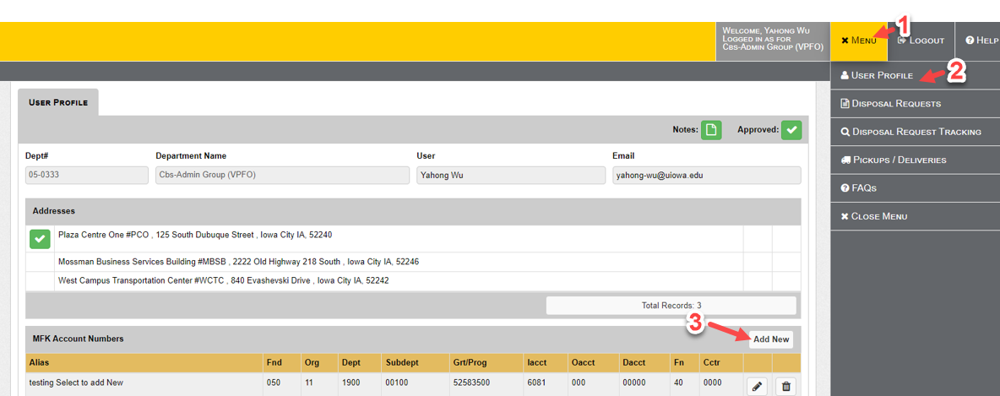 WELCOME, YAHONG WU
LOGGED IN AS FOR
CBS-ADMIN GROUP (VPFO)
MENU
1
LOGOUT
HELP
USER PROFILE
2
DISPOSAL REQUESTS
DISPOSAL REQUEST TRACKING
PICKUPS / DELIVERIES
FAQS
CLOSE MENU
USER PROFILE
Notes: Approved:
Dept# Department Name User Email
05-0333 Cbs-Admin Group (VPFO) Yahong Wu yahong-wu@uiowa.edu
Addresses
Plaza Centre One #PCO , 125 South Dubuque Street , Iowa City IA, 52240
Mossman Business Services Building #MBSB , 2222 Old Highway 218 South , Iowa City IA, 52246
West Campus Transportation Center #WCTC , 840 Evashevski Drive , Iowa City IA, 52242
Total Records: 3
3
MFK Account Numbers Add New
Alias Fnd Org Dept Subdept Grt/Prog Iacct Oacct Dacct Fn Cctr
testing Select to add New 050 11 1900 00100 52583500 6081 000 00000 40 0000